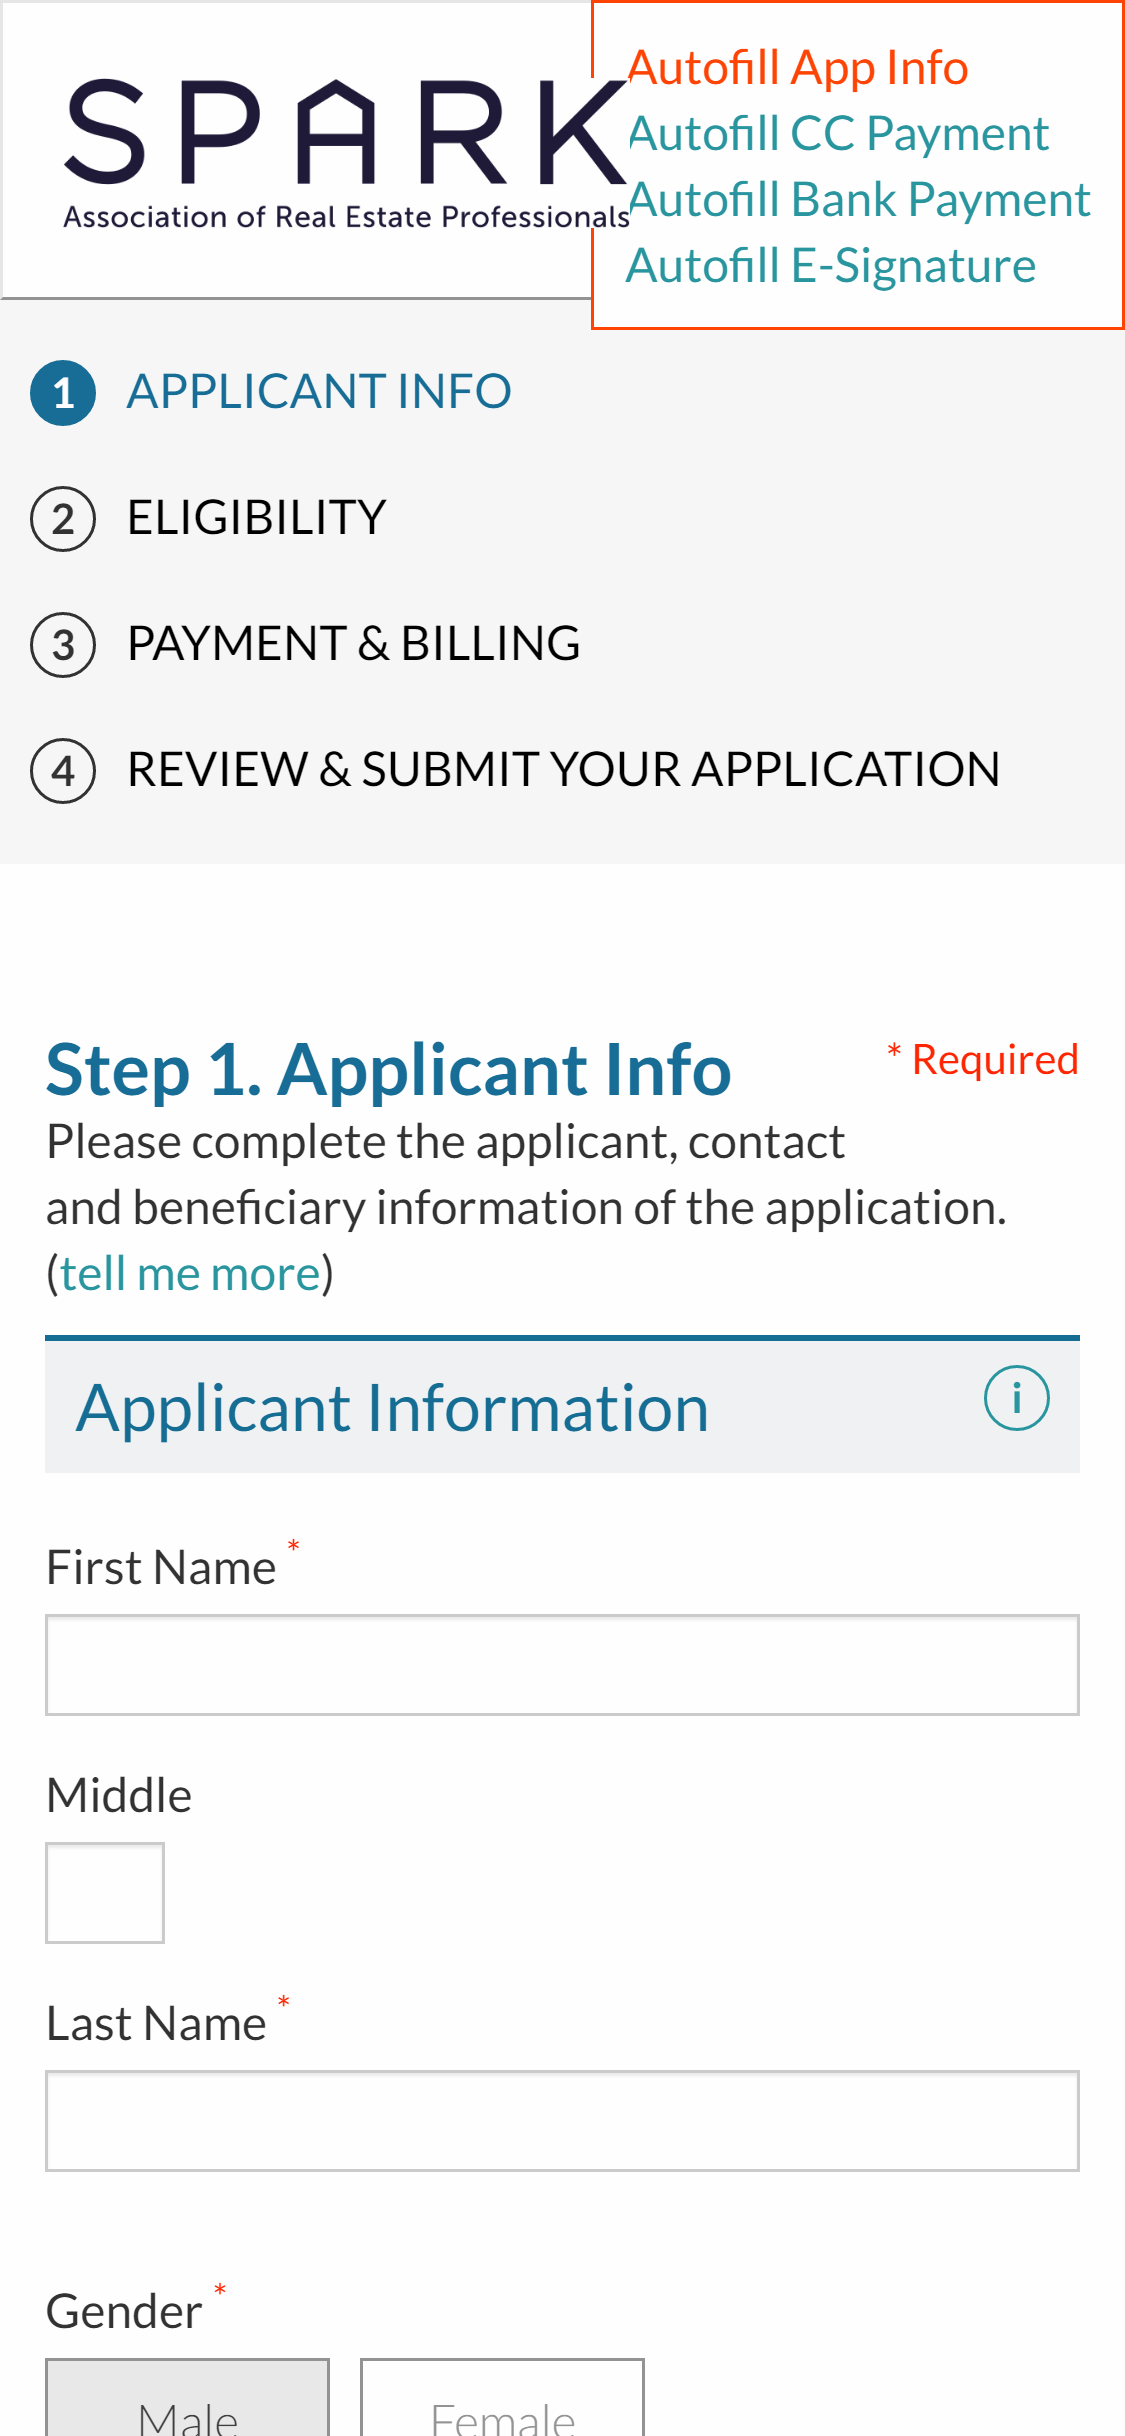 SPARK
Association of Real Estate Professionals
Autofill App Info
Autofill CC Payment
Autofill Bank Payment
Autofill E-Signature
1 APPLICANT INFO
2 ELIGIBILITY
3 PAYMENT & BILLING
4 REVIEW & SUBMIT YOUR APPLICATION
Step 1. Applicant Info
* Required
Please complete the applicant, contact
and beneficiary information of the application.
(tell me more)
Applicant Information i
First Name *
Middle
Last Name *
Gender *
Male Female